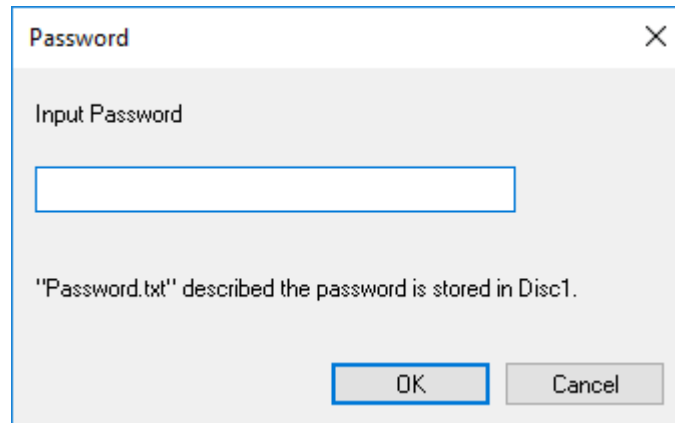 Password
Input Password
"Password.txt" described the password is stored in Disc1.
OK
Cancel